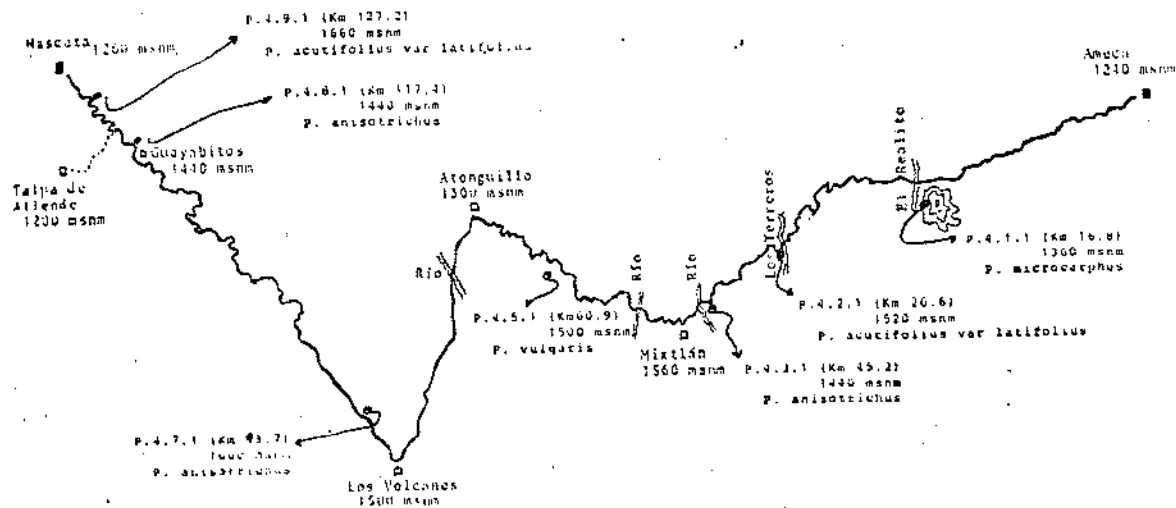 P.4.9.1 (Km 127.2)
1660 msnm
P. acutifolius var latifolius
Mascota
1260 msnm
P.4.8.1 (Km 117.4)
1440 msnm
P. anisotrichus
Guayabitos
1440 msnm
Talpa de
Allende
1200 msnm
Ameca
1240 msnm
El Realito
P.4.1.1 (Km 16.8)
1360 msnm
P. microcarphus
Los Terreros
P.4.2.1 (Km 20.6)
1520 msnm
P. acutifolius var latifolius
Atenguillo
1300 msnm
Río
Río
Río
P.4.5.1 (Km60.9)
1500 msnm
P. vulgaris
Mixtlán
1560 msnm
P.4.3.1 (Km 45.2)
1440 msnm
P. anisotrichus
P.4.7.1 (Km 3.7)
P. anisotrichus
Los Volcanes
1500 msnm